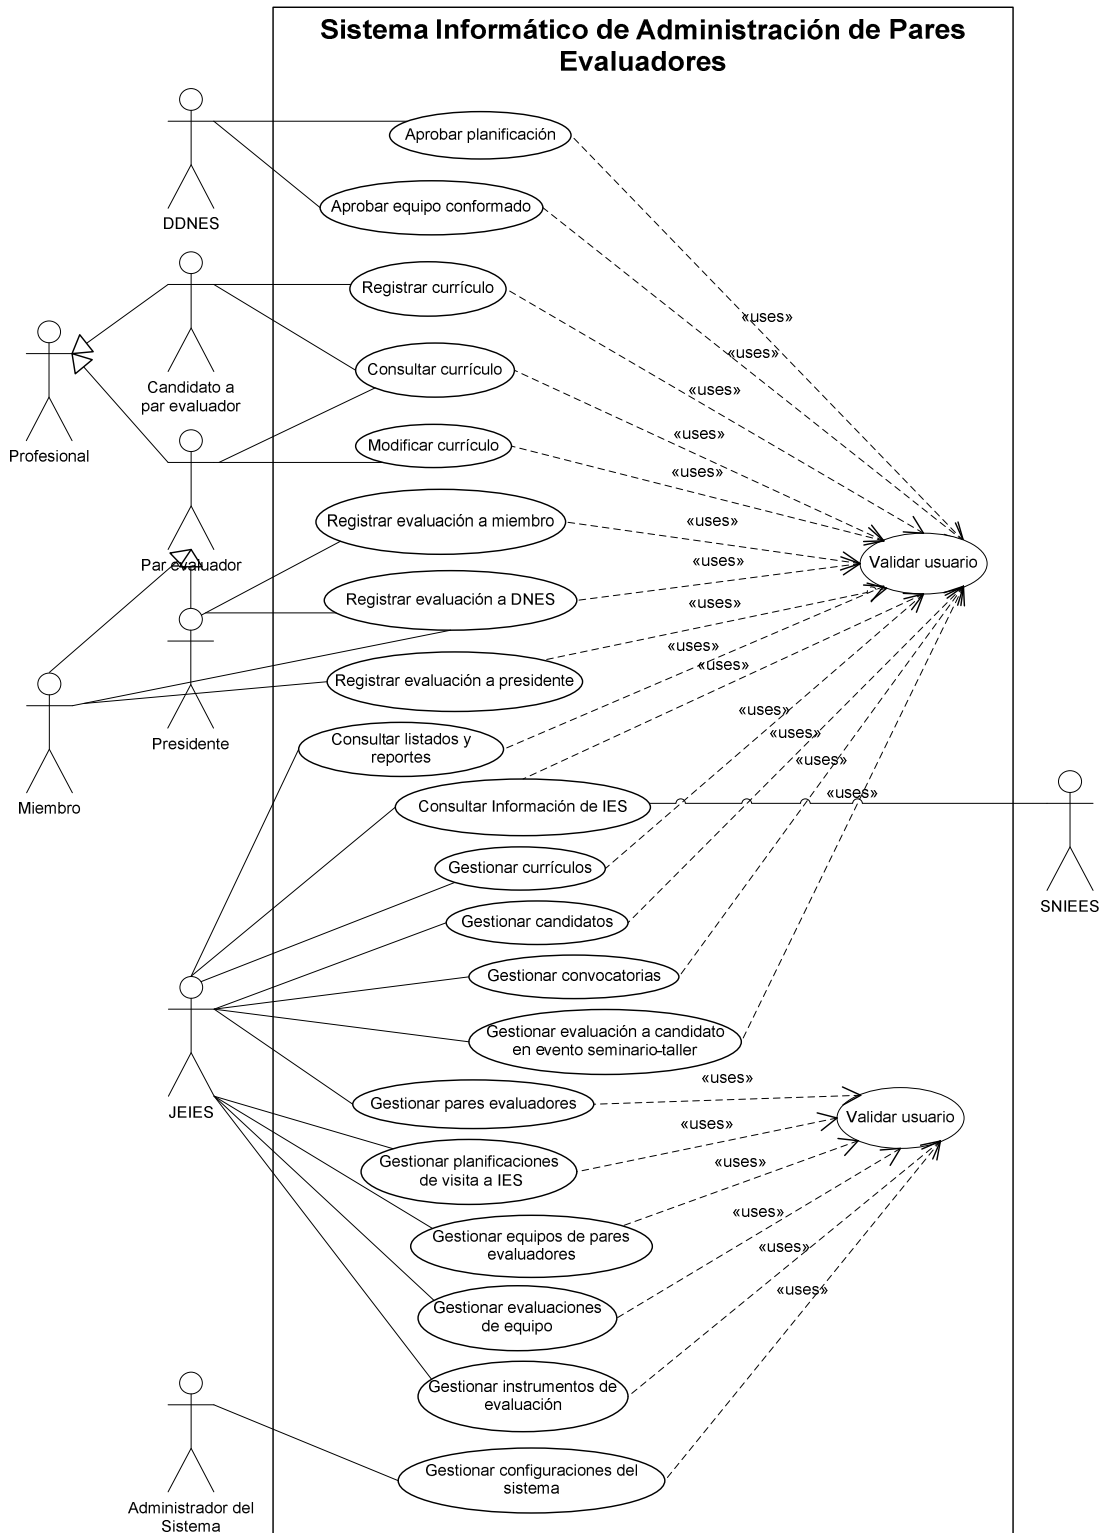 Sistema Informático de Administración de Pares
Evaluadores
Aprobar planificación
DDNES
Aprobar equipo conformado
Registrar currículo
«uses»
«uses»
Candidato a
par evaluador
Consultar currículo
«uses»
Profesional
Modificar currículo
«uses»
«uses»
Registrar evaluación a miembro
«uses»
Par evaluador
«uses»
Validar usuario
Registrar evaluación a DNES
«uses»
Registrar evaluación a presidente
«uses»
«uses»
Presidente
Consultar listados y
reportes
«uses»
«uses»
«uses»
Miembro
Consultar Información de IES
«uses»
Gestionar currículos
SNIEES
Gestionar candidatos
Gestionar convocatorias
Gestionar evaluación a candidato
en evento seminario-taller
«uses»
JEIES
Gestionar pares evaluadores
Validar usuario
«uses»
Gestionar planificaciones
de visita a IES
«uses»
Gestionar equipos de pares
evaluadores
«uses»
«uses»
Gestionar evaluaciones
de equipo
«uses»
Gestionar instrumentos de
evaluación
Gestionar configuraciones del
sistema
Administrador del
Sistema